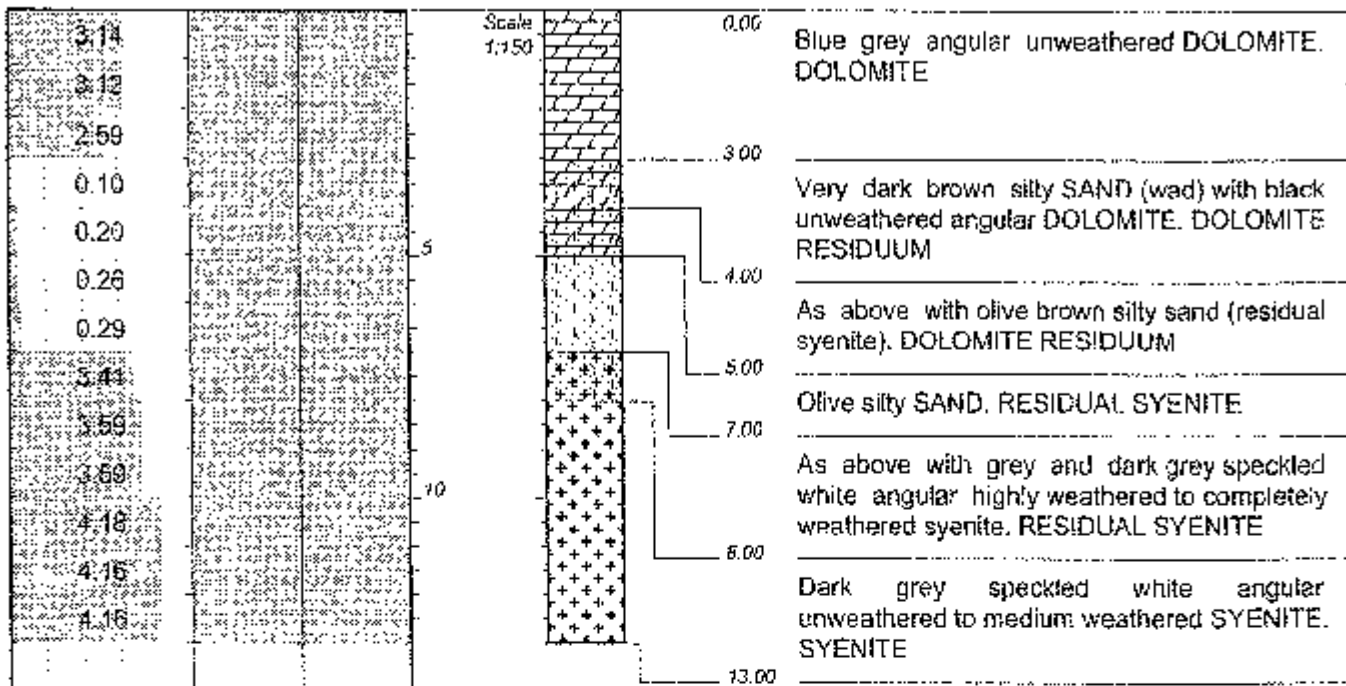 3.14
3.12
2.59
0.10
0.20
0.26
0.29
3.41
3.59
3.89
4.18
4.16
4.16
5
10
Scale
1:150
0.00
Blue grey angular unweathered DOLOMITE.
DOLOMITE
3.00
Very dark brown silty SAND (wad) with black
unweathered angular DOLOMITE. DOLOMITE
RESIDUUM
4.00
As above with olive brown silty sand (residual
syenite). DOLOMITE RESIDUUM
5.00
Olive silty SAND. RESIDUAL SYENITE
7.00
As above with grey and dark grey speckled
white angular highly weathered to completely
weathered syenite. RESIDUAL SYENITE
8.00
Dark grey speckled white angular
unweathered to medium weathered SYENITE.
SYENITE
13.00